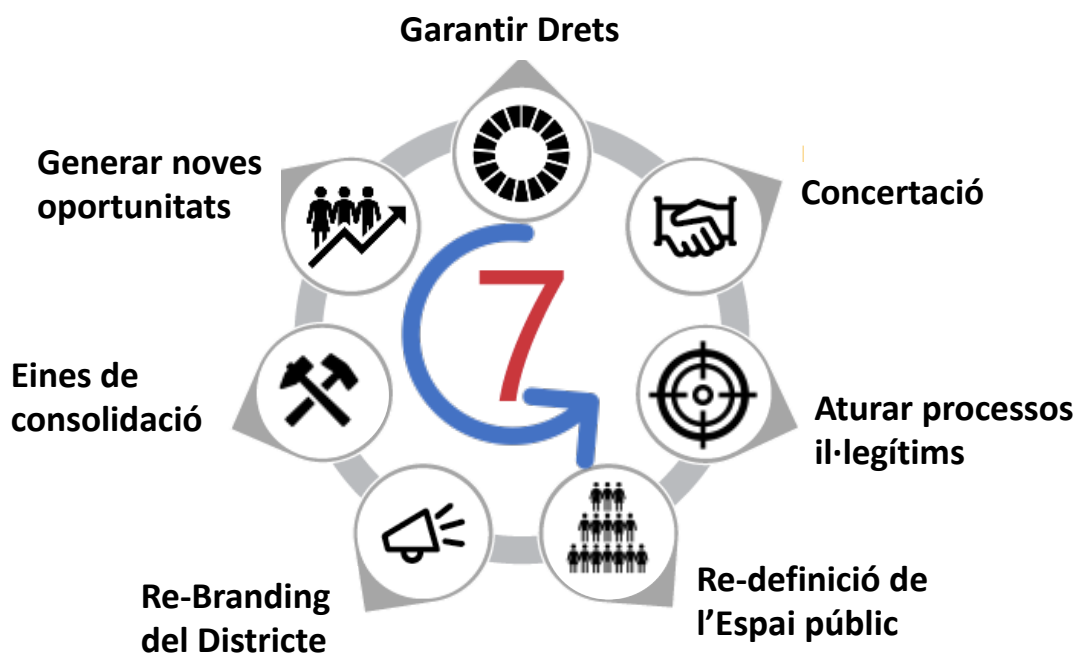 Garantir Drets
Generar noves
oportunitats
Concertació
7
Eines de
consolidació
Aturar processos
il·legítims
Re-Branding
del Districte
Re-definició de
l’Espai públic